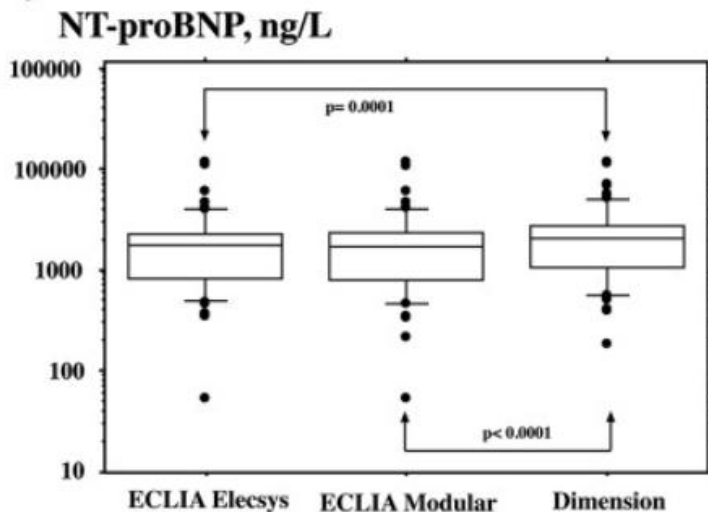 NT-proBNP, ng/L
100000
p= 0.0001
100000
1000
100
p< 0.0001
10
ECLIA Elecsys ECLIA Modular Dimension